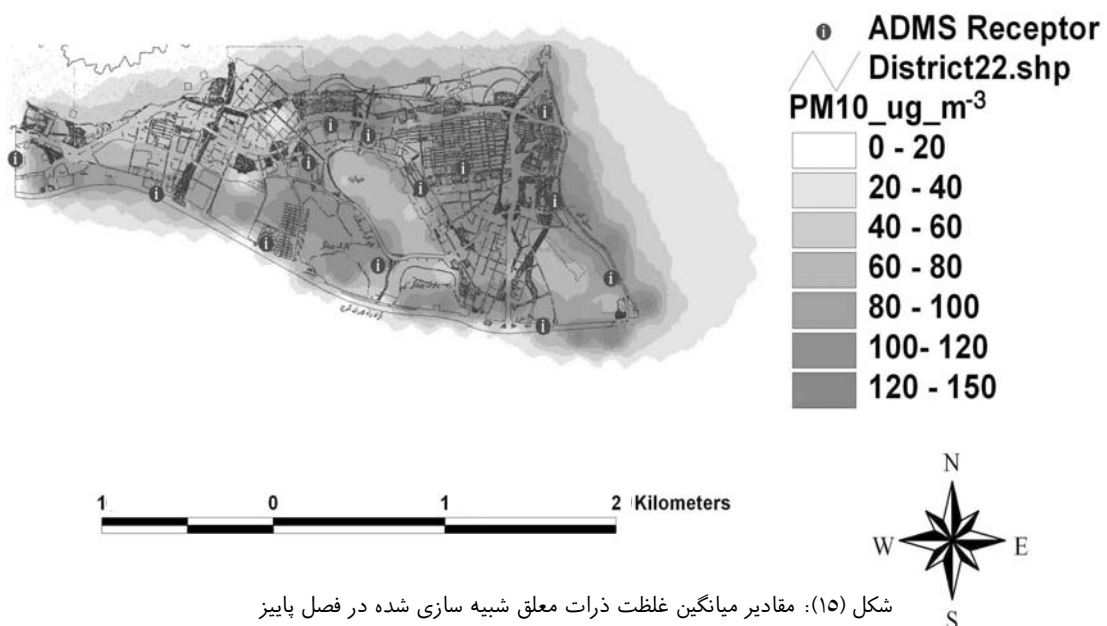 ADMS Receptor
District22.shp
PM10_ug_m-3
0 - 20
20 - 40
40 - 60
60 - 80
80 - 100
100- 120
120 - 150
1 0 1 2 Kilometers
N
W E
S
شکل (۱۵): مقادیر میانگین غلظت ذرات معلق شبیه سازی شده در فصل پاییز